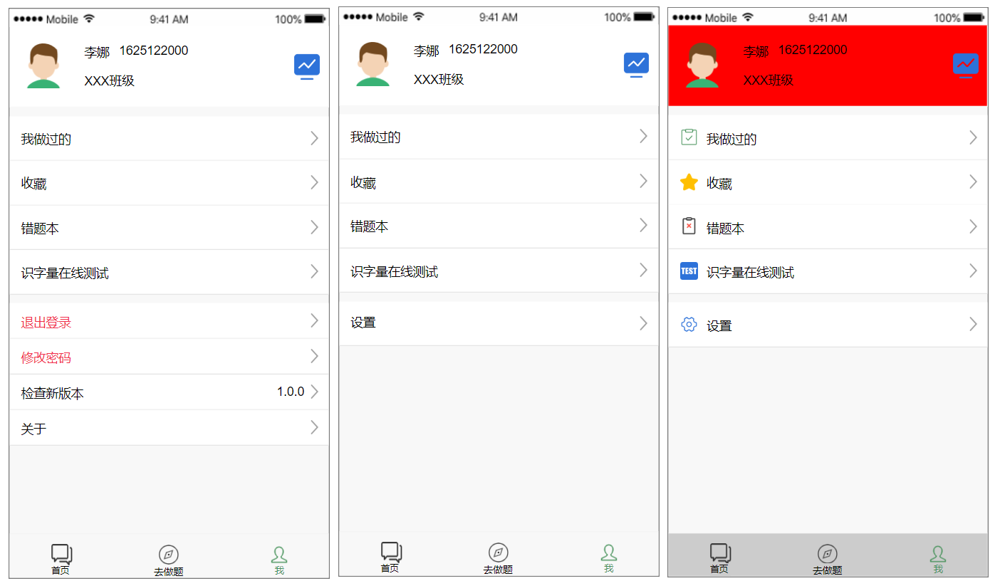 Mobile 9:41 AM 100%
李娜 1625122000
XXX班级
我做过的
收藏
错题本
识字量在线测试
退出登录
修改密码
检查新版本 1.0.0
关于
首页 去做题 我
Mobile 9:41 AM 100%
李娜 1625122000
XXX班级
我做过的
收藏
错题本
识字量在线测试
设置
首页 去做题 我
Mobile 9:41 AM 100%
李娜 1625122000
XXX班级
我做过的
收藏
错题本
TEST 识字量在线测试
设置
首页 去做题 我